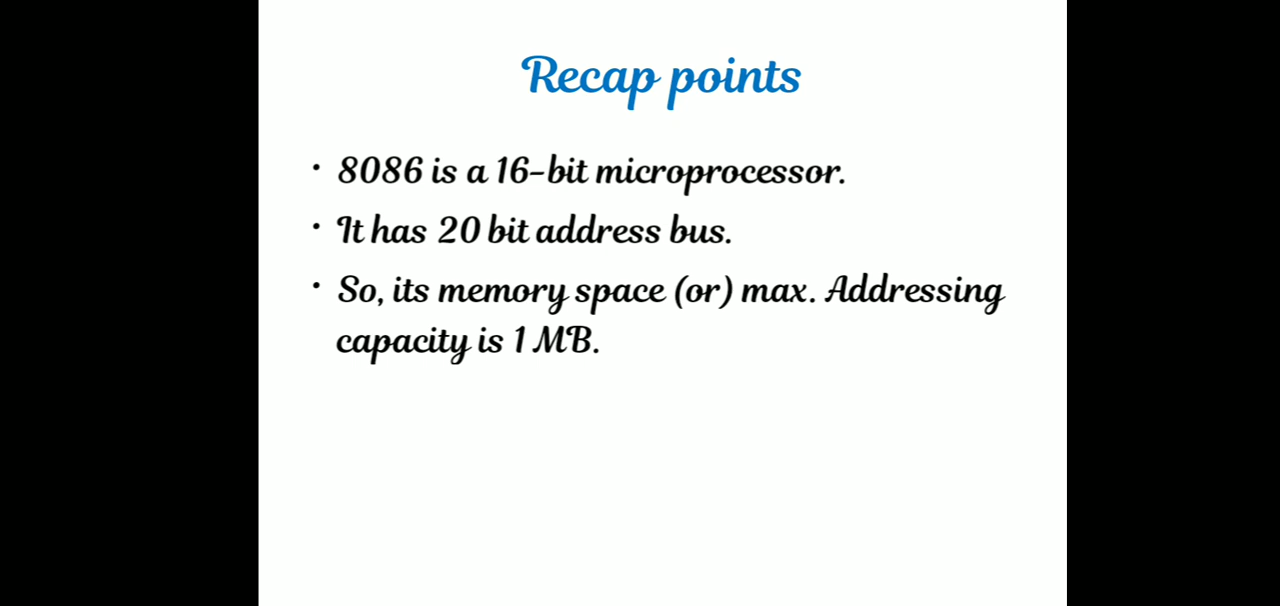 Recap points
• 8086 is a 16-bit microprocessor.
• It has 20 bit address bus.
• So, its memory space (or) max. Addressing
capacity is 1 MB.